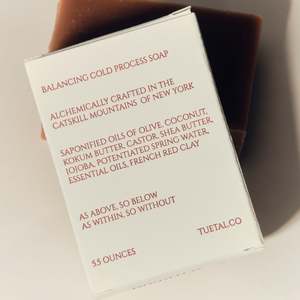 BALANCING COLD PROCESS SOAP
ALCHEMICALLY CRAFTED IN THE
CATSKILL MOUNTAINS OF NEW YORK
SAPONIFIED OILS OF OLIVE, COCONUT,
KOKUM BUTTER, CASTOR, SHEA BUTTER,
JOJOBA, POTENTIATED SPRING WATER,
ESSENTIAL OILS, FRENCH RED CLAY
AS ABOVE, SO BELOW
AS WITHIN, SO WITHOUT
TUETAL.CO
5.5 OUNCES